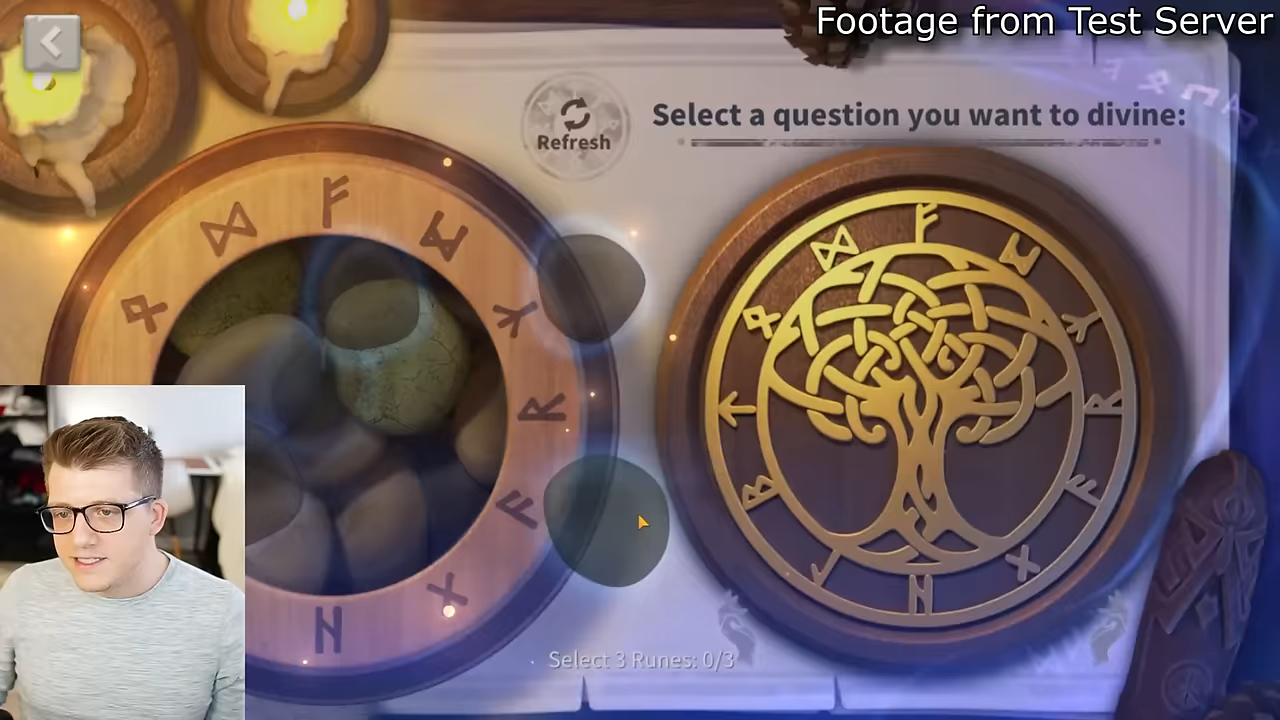 Footage from Test Server
Select a question you want to divine:
Refresh
Select 3 Runes: 0/3